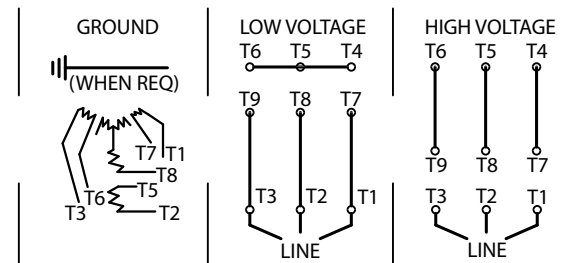 GROUND
(WHEN REQ)
T7 T1
T8
T6 T5
T3 T2
LOW VOLTAGE
T6 T5 T4
T9 T8 T7
T3 T2 T1
LINE
HIGH VOLTAGE
T6 T5 T4
T9 T8 T7
T3 T2 T1
LINE